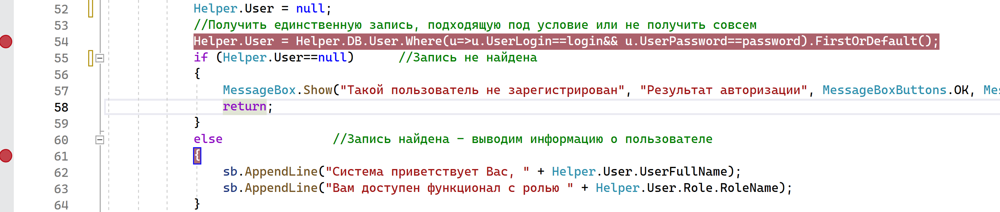 52 Helper.User = null;
53 //Получить единственную запись, подходящую под условие или не получить совсем
54 Helper.User = Helper.DB.User.Where(u=>u.UserLogin==login&& u.UserPassword==password).FirstOrDefault();
55 if (Helper.User==null) //Запись не найдена
56 {
57 MessageBox.Show("Такой пользователь не зарегистрирован", "Результат авторизации", MessageBoxButtons.OK, Mes
58 return;
59 }
60 else //Запись найдена - выводим информацию о пользователе
61 {
62 sb.AppendLine("Система приветствует Вас, " + Helper.User.UserFullName);
63 sb.AppendLine("Вам доступен функционал с ролью " + Helper.User.Role.RoleName);
64 }